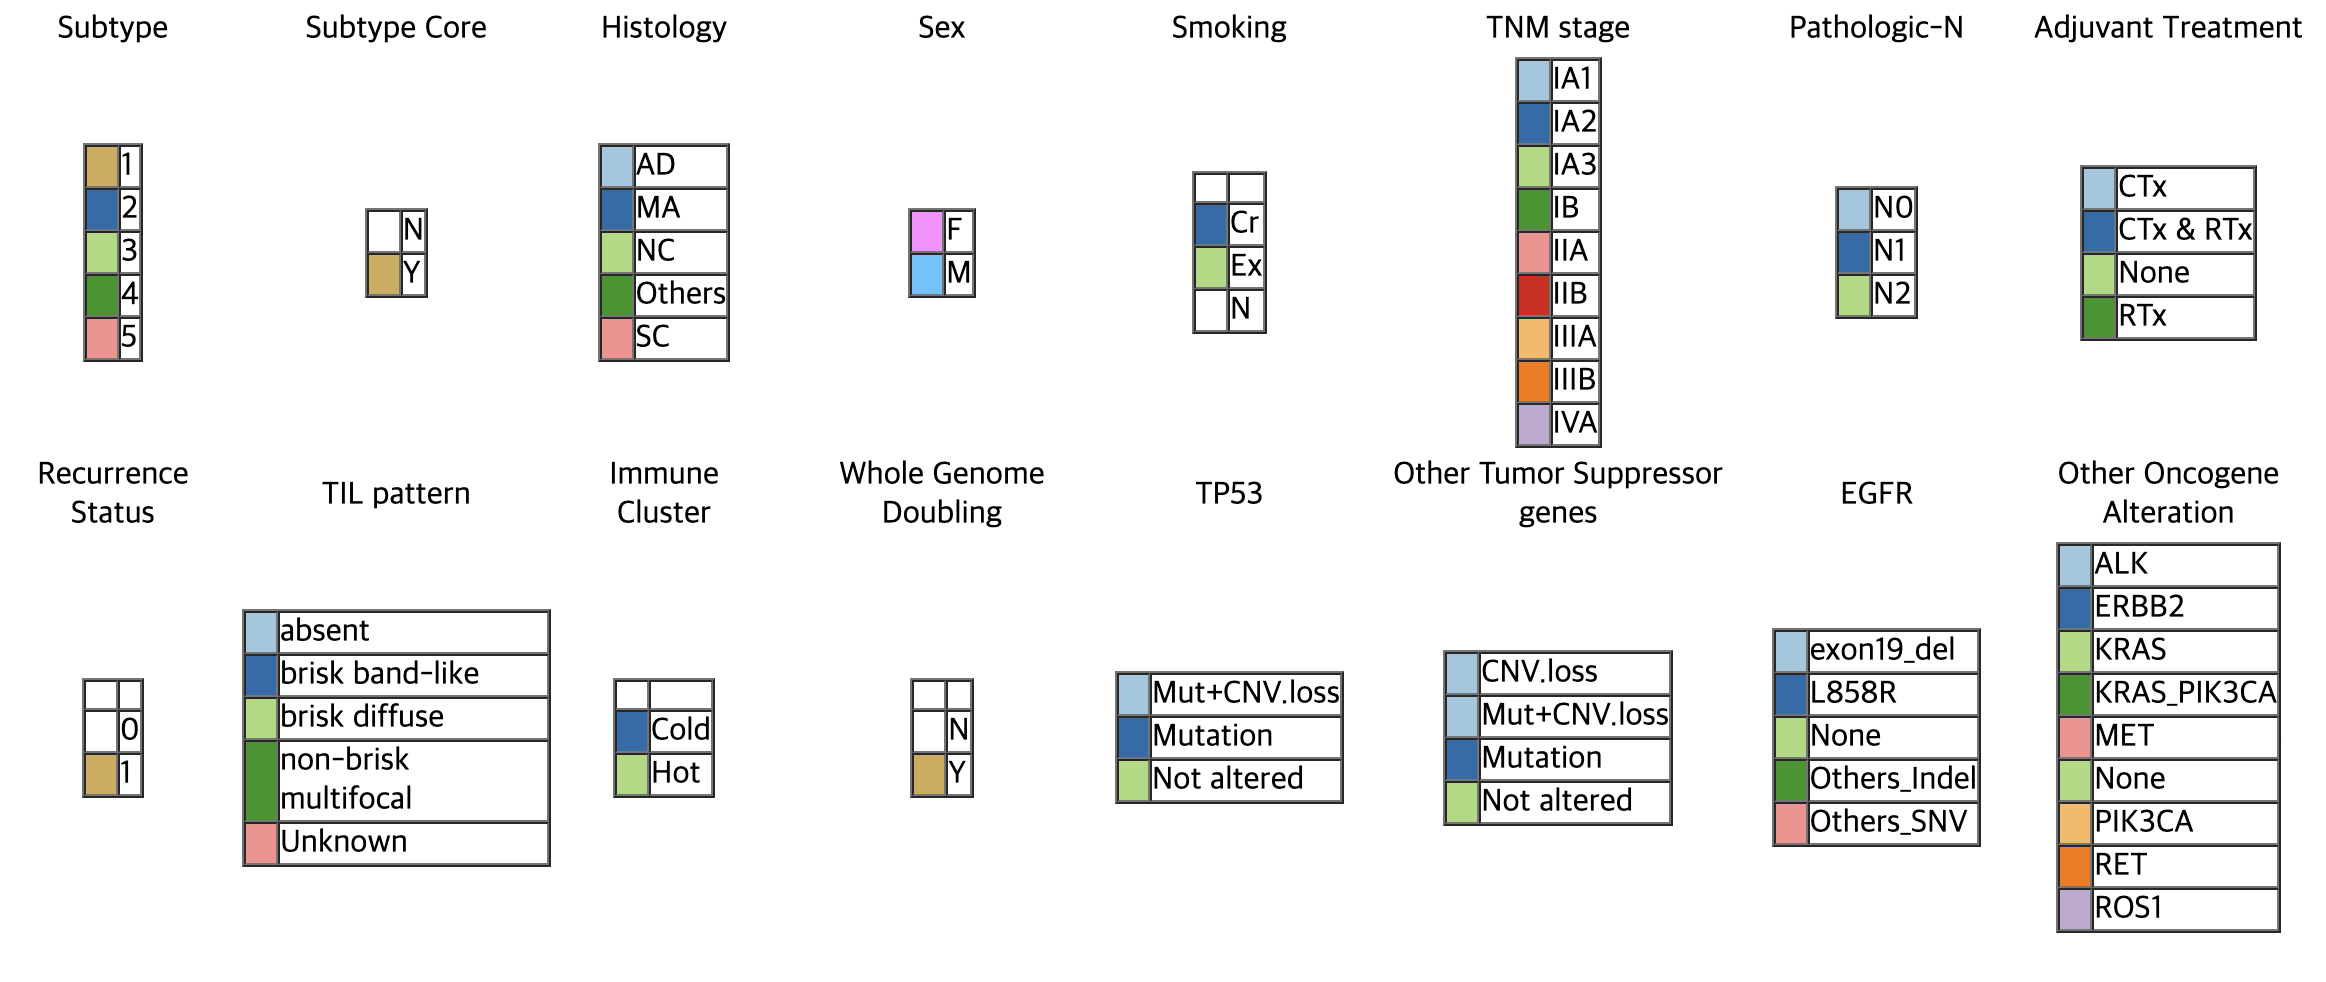 Subtype
Subtype Core
Histology
Sex
Smoking
TNM stage
Pathologic-N
Adjuvant Treatment
1
2
3
4
5
N
Y
AD
MA
NC
Others
SC
F
M
Cr
Ex
N
IA1
IA2
IA3
IB
IIA
IIB
IIIA
IIIB
IVA
N0
N1
N2
CTx
CTx & RTx
None
RTx
Recurrence
Status
TIL pattern
Immune
Cluster
Whole Genome
Doubling
TP53
Other Tumor Suppressor
genes
EGFR
Other Oncogene
Alteration
0
1
absent
brisk band-like
brisk diffuse
non-brisk
multifocal
Unknown
Cold
Hot
N
Y
Mut+CNV.loss
Mutation
Not altered
CNV.loss
Mut+CNV.loss
Mutation
Not altered
exon19_del
L858R
None
Others_Indel
Others_SNV
ALK
ERBB2
KRAS
KRAS_PIK3CA
MET
None
PIK3CA
RET
ROS1